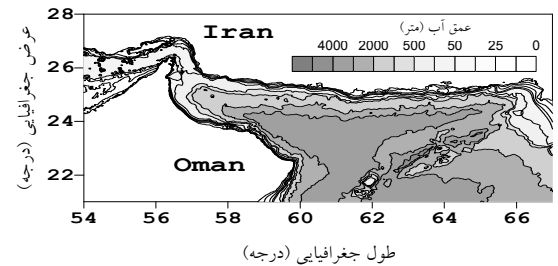 28
26
24
22
عرض جغرافیایی (درجه)
Iran
Oman
عمق آب (متر)
4000 2000 500 50 25 0
54 56 58 60 62 64 66
طول جغرافیایی (درجه)